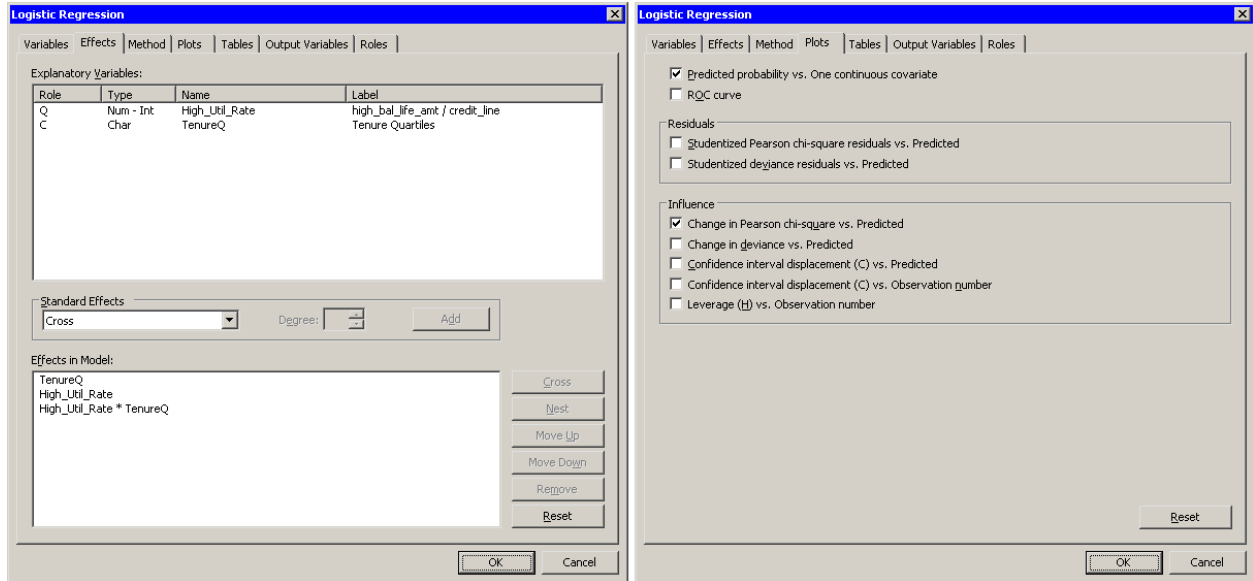 Logistic Regression
Variables Effects Method Plots Tables Output Variables Roles
Explanatory Variables:
Role Type Name Label
Q Num - Int High_Util_Rate high_bal_life_amt / credit_line
C Char TenureQ Tenure Quartiles
Standard Effects
Cross Degree: Add
Effects in Model:
TenureQ
High_Util_Rate
High_Util_Rate * TenureQ
Cross
Nest
Move Up
Move Down
Remove
Reset
OK Cancel
Logistic Regression
Variables Effects Method Plots Tables Output Variables Roles
Predicted probability vs. One continuous covariate
ROC curve
Residuals
Studentized Pearson chi-square residuals vs. Predicted
Studentized deviance residuals vs. Predicted
Influence
Change in Pearson chi-square vs. Predicted
Change in deviance vs. Predicted
Confidence interval displacement (C) vs. Predicted
Confidence interval displacement (C) vs. Observation number
Leverage (H) vs. Observation number
Reset
OK Cancel